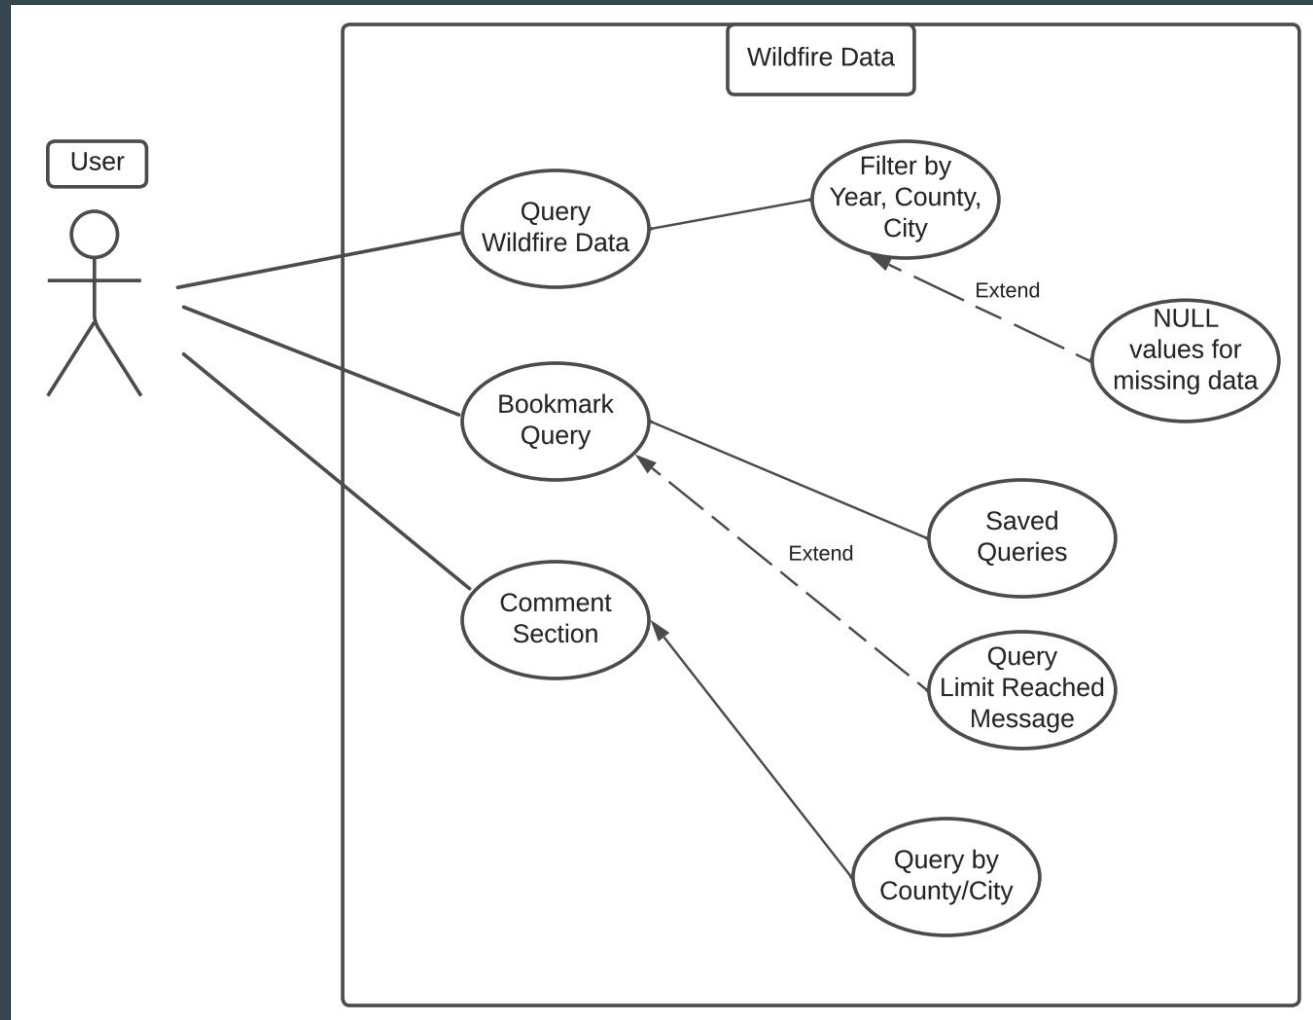 Wildfire Data
User
Query
Wildfire Data
Filter by
Year, County,
City
Extend
NULL
values for
missing data
Bookmark
Query
Saved
Queries
Extend
Comment
Section
Query
Limit Reached
Message
Query by
County/City